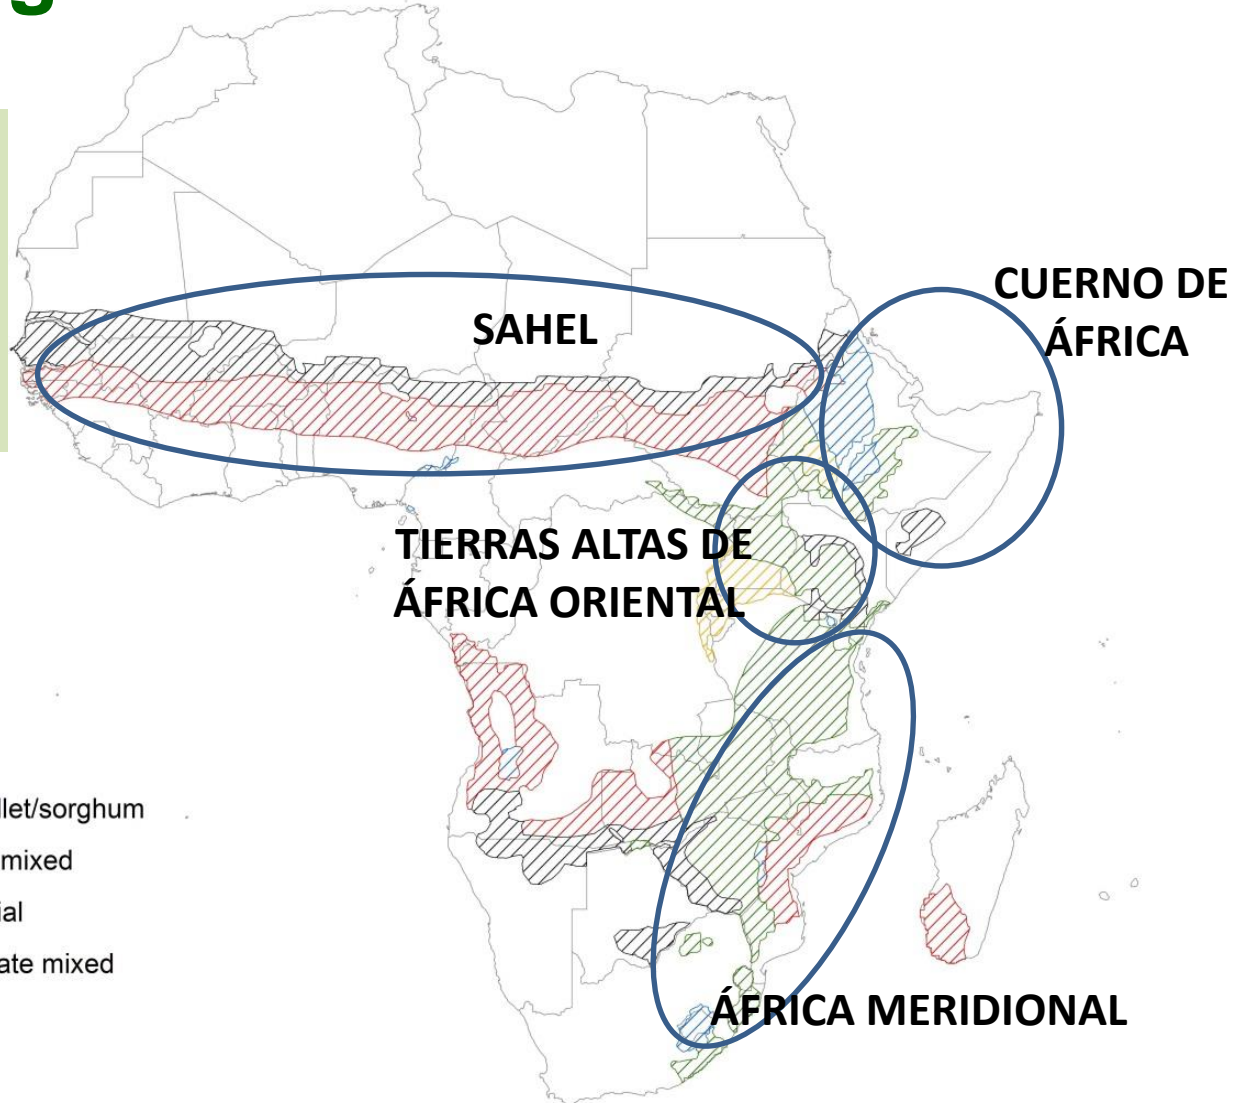 g
SAHEL
CUERNO DE
ÁFRICA
TIERRAS ALTAS DE
ÁFRICA ORIENTAL
llet/sorghum
mixed
ial
ate mixed
ÁFRICA MERIDIONAL